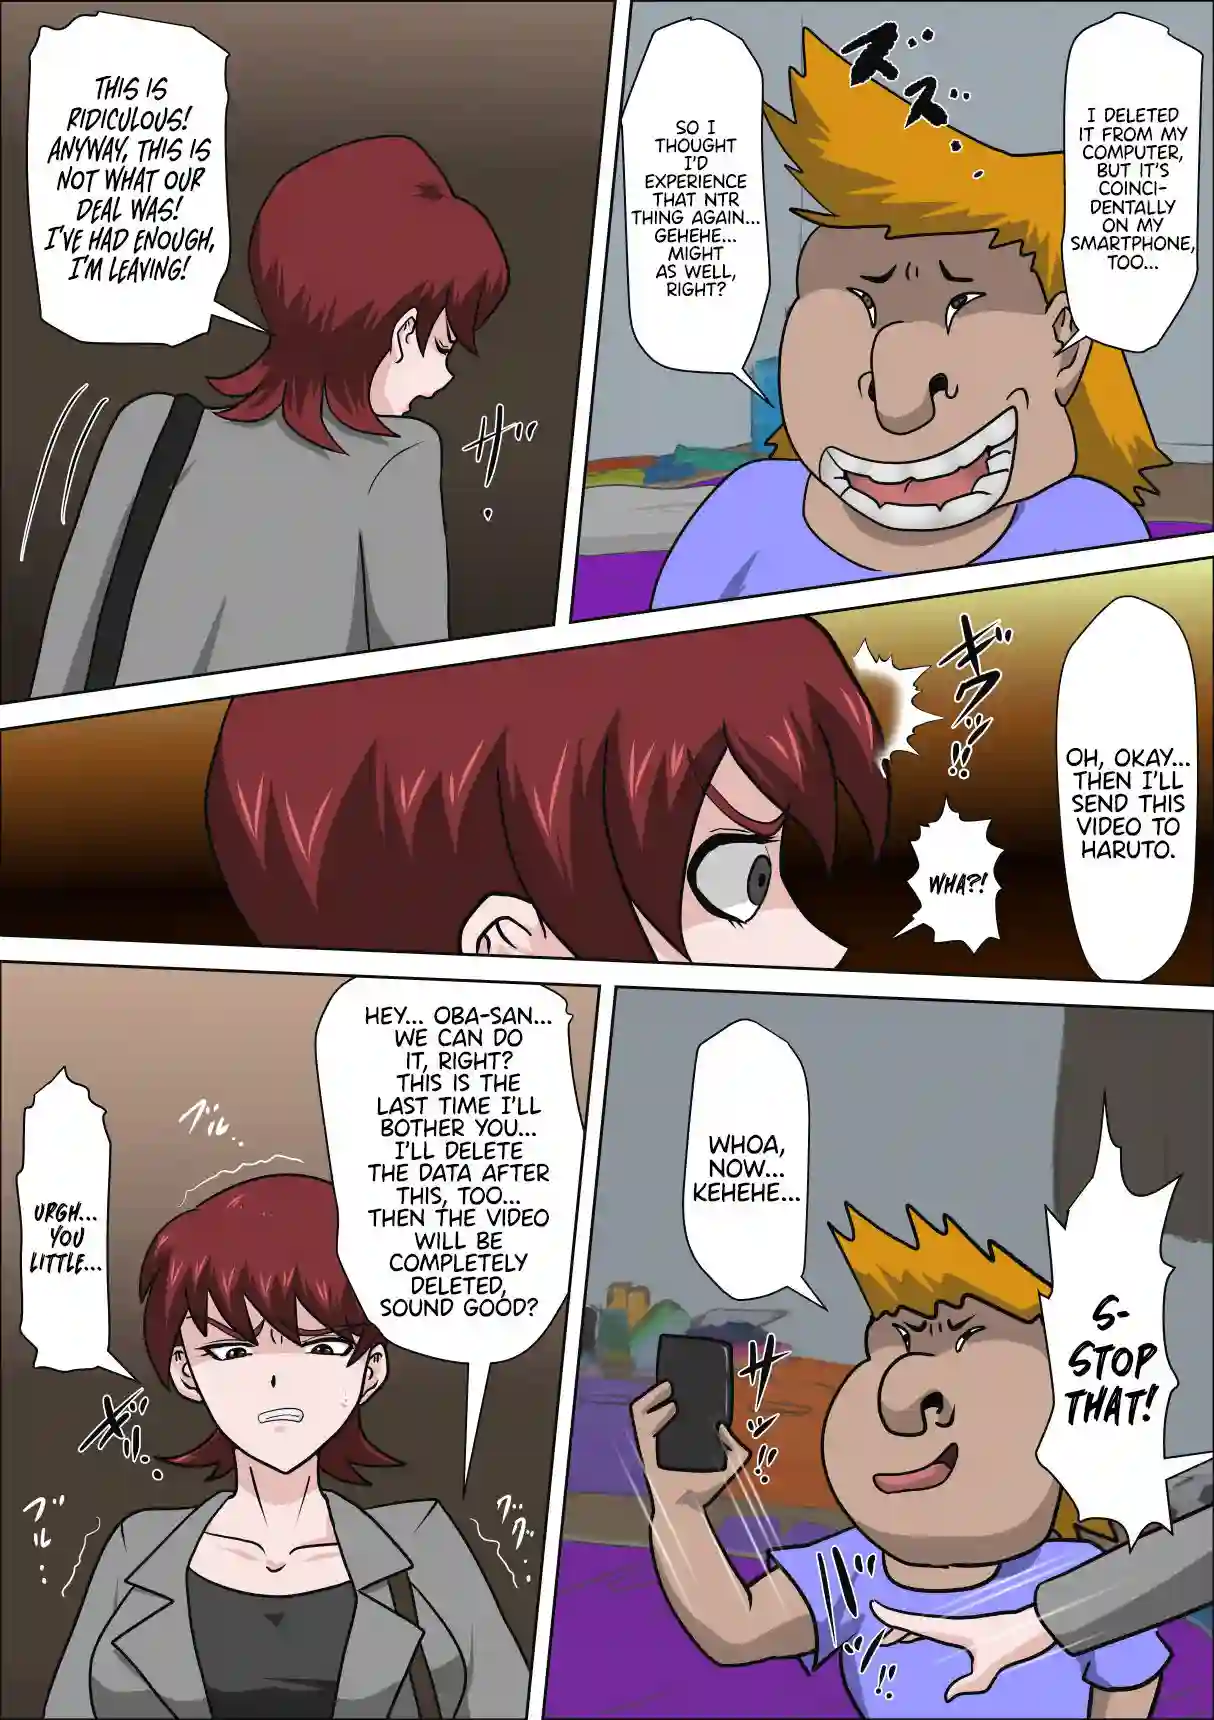 I DELETED
IT FROM MY
COMPUTER,
BUT IT'S
COINCI-
DENTALLY
ON MY
SMARTPHONE,
TOO...
ズズ
SO I
THOUGHT
I'D
EXPERIENCE
THAT NTR
THING AGAIN...
GEHEHE...
MIGHT
AS WELL,
RIGHT?
THIS IS
RIDICULOUS!
ANYWAY, THIS IS
NOT WHAT OUR
DEAL WAS!
I'VE HAD ENOUGH,
I'M LEAVING!
ザッ
OH, OKAY...
THEN I'LL
SEND THIS
VIDEO TO
HARUTO.
ギクッ!!
WHA?!
S-
STOP
THAT!
WHOA,
NOW...
KEHEHE...
HEY... OBA-SAN...
WE CAN DO
IT, RIGHT?
THIS IS THE
LAST TIME I'LL
BOTHER YOU...
I'LL DELETE
THE DATA AFTER
THIS, TOO...
THEN THE VIDEO
WILL BE
COMPLETELY
DELETED,
SOUND GOOD?
URGH...
YOU
LITTLE...